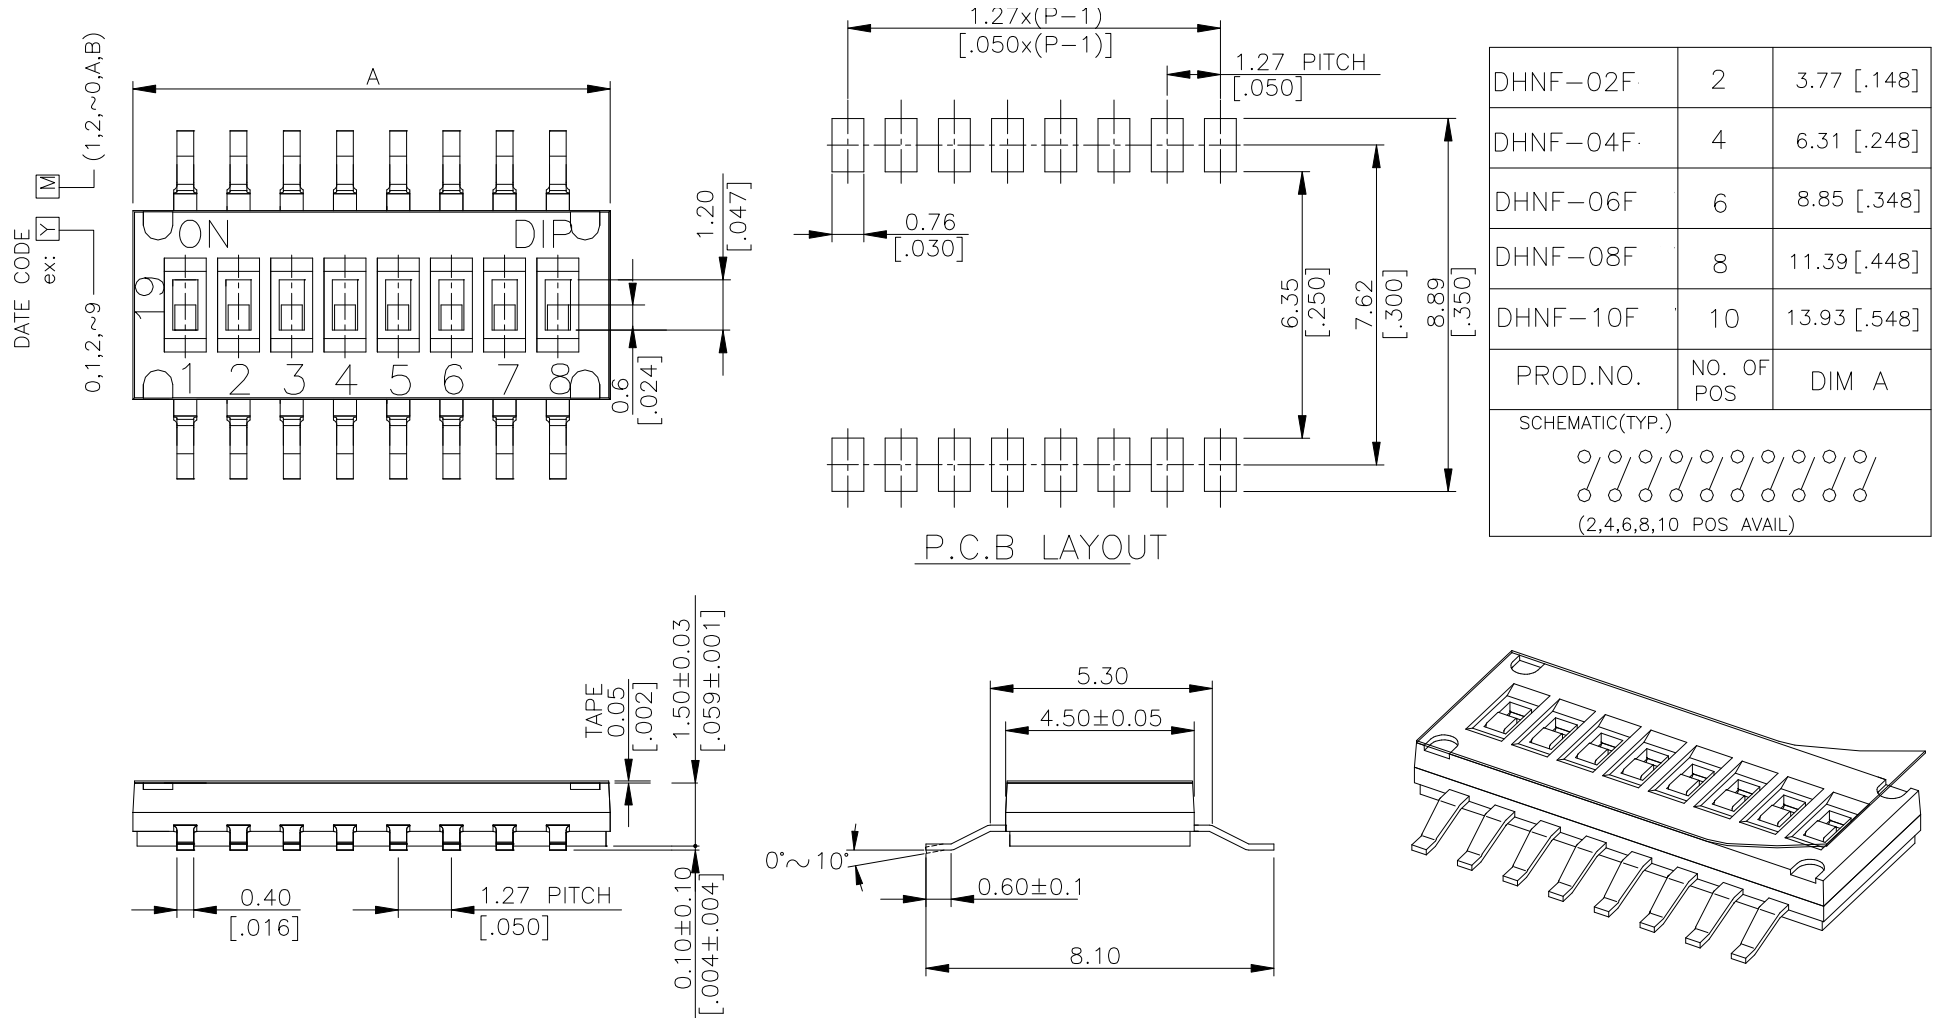 A
DATE CODE
ex:
Y
M
(1,2,~0,A,B)
0,1,2,~9
ON
DIP
19
1 2 3 4 5 6 7 8
1.20
[.047]
0.6
[.024]
1.27x(P-1)
[.050x(P-1)]
1.27 PITCH
[.050]
0.76
[.030]
6.35
[.250]
7.62
[.300]
8.89
[.350]
P.C.B LAYOUT
DHNF-02F 2 3.77 [.148]
DHNF-04F 4 6.31 [.248]
DHNF-06F 6 8.85 [.348]
DHNF-08F 8 11.39 [.448]
DHNF-10F 10 13.93 [.548]
PROD.NO. NO. OF POS DIM A
SCHEMATIC(TYP.)
(2,4,6,8,10 POS AVAIL)
TAPE
0.05
[.002]
1.50±0.03
[.059±.001]
0.40
[.016]
1.27 PITCH
[.050]
0.10±0.10
[.004±.004]
5.30
4.50±0.05
0°~10°
0.60±0.1
8.10